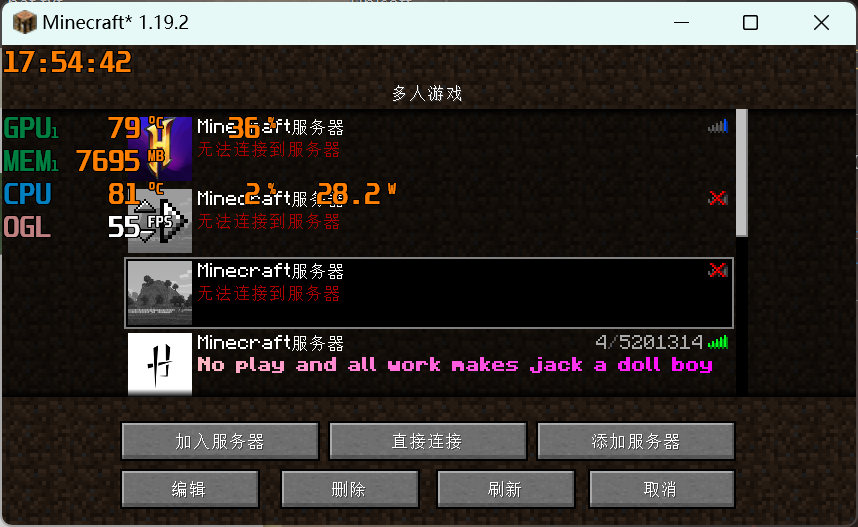 Minecraft* 1.19.2
17:54:42
多人游戏
GPU1 79 °C 36 %
MEM1 7695 MB
CPU 81 °C 2 % 28.2 W
OGL 55 FPS
Minecraft服务器
无法连接到服务器
Minecraft服务器
无法连接到服务器
Minecraft服务器
无法连接到服务器
Minecraft服务器 4/5201314
No play and all work makes jack a doll boy
加入服务器 直接连接 添加服务器
编辑 删除 刷新 取消